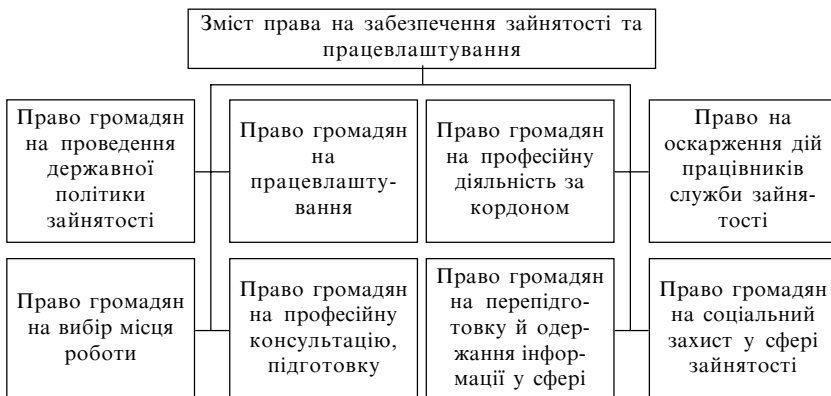 Зміст права на забезпечення зайнятості та
працевлаштування
Право громадян
на проведення
державної
політики
зайнятості
Право громадян
на
працевлашту-
вання
Право громадян
на професійну
діяльність за
кордоном
Право на
оскарження дій
працівників
служби зайня-
тості
Право громадян
на вибір місця
роботи
Право громадян
на професійну
консультацію,
підготовку
Право громадян
на перепідго-
товку й одер-
жання інфор-
мації у сфері
Право громадян
на соціальний
захист у сфері
зайнятості